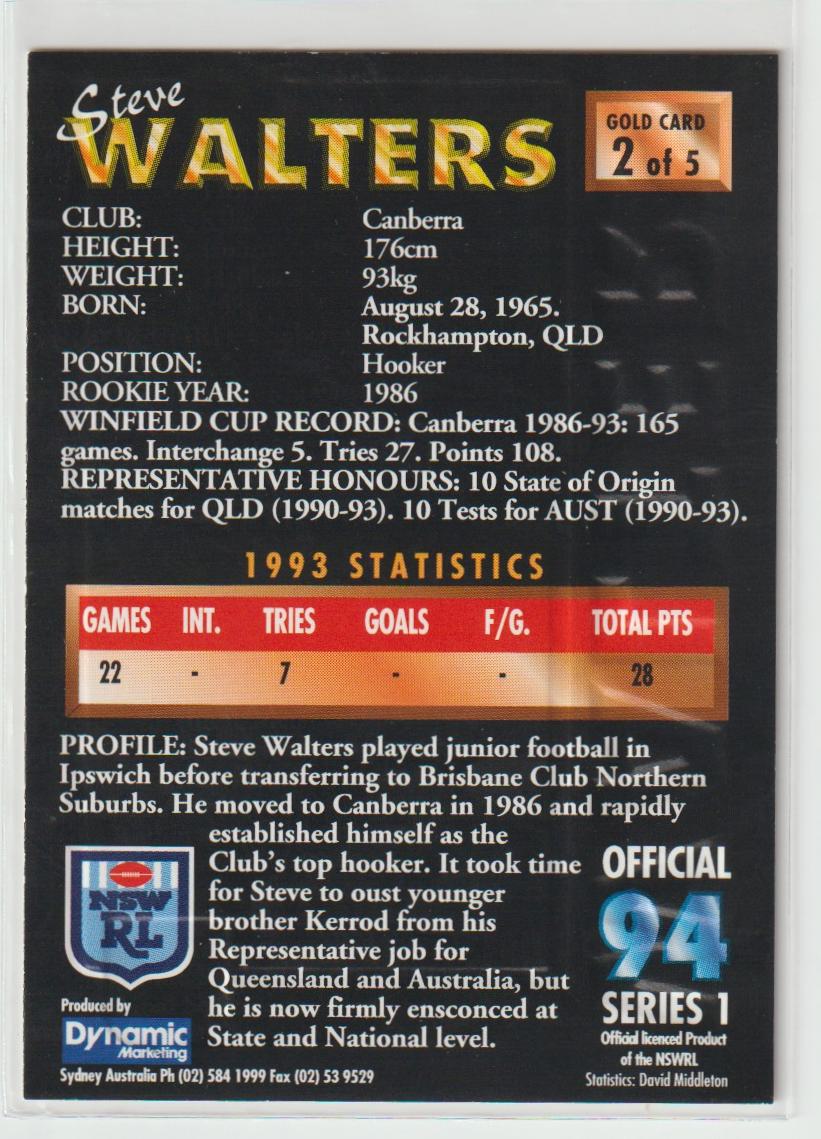 Steve
WALTERS
GOLD CARD
2 of 5
CLUB: Canberra
HEIGHT: 176cm
WEIGHT: 93kg
BORN: August 28, 1965.
Rockhampton, QLD
POSITION: Hooker
ROOKIE YEAR: 1986
WINFIELD CUP RECORD: Canberra 1986-93: 165
games. Interchange 5. Tries 27. Points 108.
REPRESENTATIVE HONOURS: 10 State of Origin
matches for QLD (1990-93). 10 Tests for AUST (1990-93).
1993 STATISTICS
GAMES INT. TRIES GOALS F/G. TOTAL PTS
22 - 7 - - 28
PROFILE: Steve Walters played junior football in
Ipswich before transferring to Brisbane Club Northern
Suburbs. He moved to Canberra in 1986 and rapidly
established himself as the
Club's top hooker. It took time
for Steve to oust younger
brother Kerrod from his
Representative job for
Queensland and Australia, but
he is now firmly ensconced at
State and National level.
NSW
RL
Produced by
Dynamic
Marketing
Sydney Australia Ph (02) 584 1999 Fax (02) 53 9529
OFFICIAL
94
SERIES 1
Official licenced Product
of the NSWRL
Statistics: David Middleton